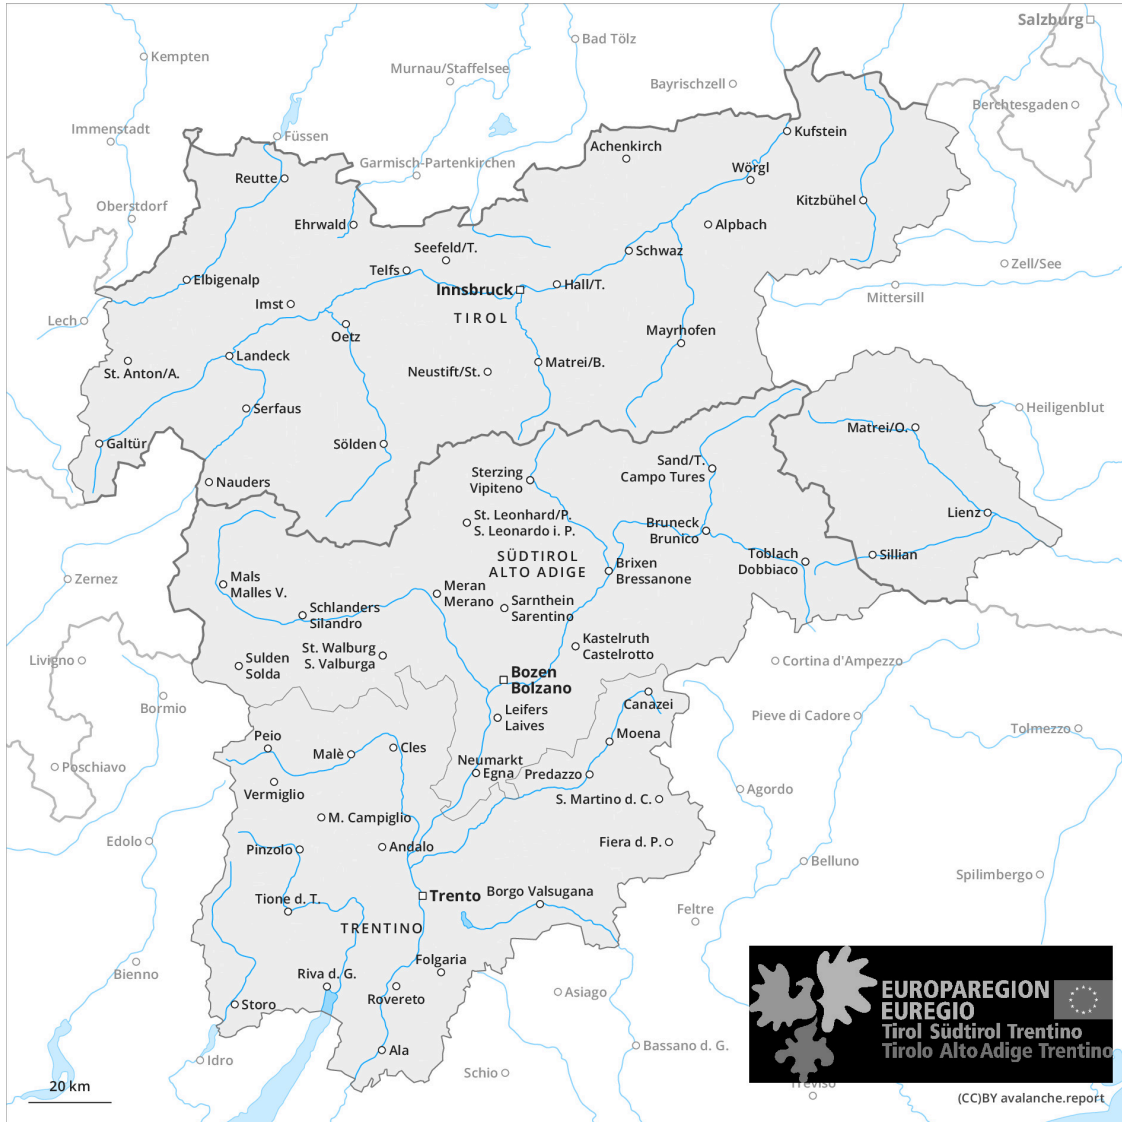 Salzburg
Bad Tölz
Kempten
Murnau/Staffelsee
Bayrischzell
Berchtesgaden
Immenstadt
Füssen
Kufstein
Achenkirch
Garmisch-Partenkirchen
Wörgl
Reutte
Kitzbühel
Oberstdorf
Ehrwald
Alpbach
Seefeld/T.
Schwaz
Telfs
Zell/See
Elbigenalp
Innsbruck
Hall/T.
Mittersill
Imst
TIROL
Lech
Oetz
Mayrhofen
Landeck
Matrei/B.
St. Anton/A.
Neustift/St.
Serfaus
Heiligenblut
Matrei/O.
Galtür
Sölden
Sand/T.
Campo Tures
Sterzing
Vipiteno
Nauders
Lienz
St. Leonhard/P.
S. Leonardo i. P.
Bruneck
Brunico
SÜDTIROL
ALTO ADIGE
Toblach
Dobbiaco
Sillian
Brixen
Bressanone
Zernez
Mals
Malles V.
Meran
Merano
Sarnthein
Sarentino
Schlanders
Silandro
Kastelruth
Castelrotto
St. Walburg
S. Valburga
Livigno
Sulden
Solda
Cortina d'Ampezzo
Bozen
Bolzano
Bormio
Canazei
Leifers
Laives
Pieve di Cadore
Tolmezzo
Peio
Moena
Malè
Cles
Neumarkt
Egna
Predazzo
Poschiavo
Vermiglio
S. Martino d. C.
Agordo
M. Campiglio
Edolo
Pinzolo
Andalo
Fiera d. P.
Belluno
Spilimbergo
Tione d. T.
Trento
Borgo Valsugana
Feltre
TRENTINO
Folgaria
Bienno
Riva d. G.
Rovereto
Asiago
Storo
EUROPAREGION
EUREGIO
Tirol Südtirol Trentino
Tirolo Alto Adige Trentino
Ala
Idro
Bassano d. G.
Schio
Treviso
20 km
(CC)BY avalanche.report